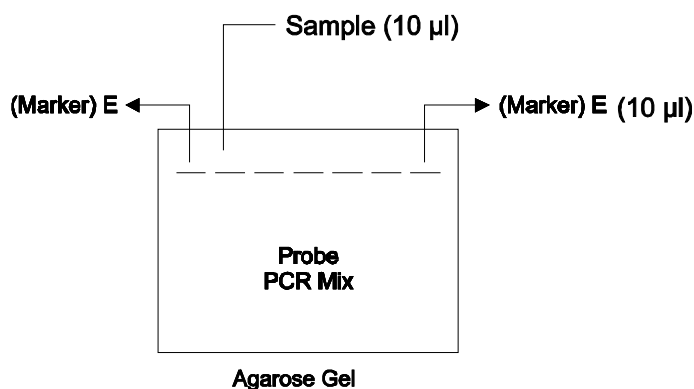 Sample (10 µl)
(Marker) E
(Marker) E (10 µl)
Probe
PCR Mix
Agarose Gel